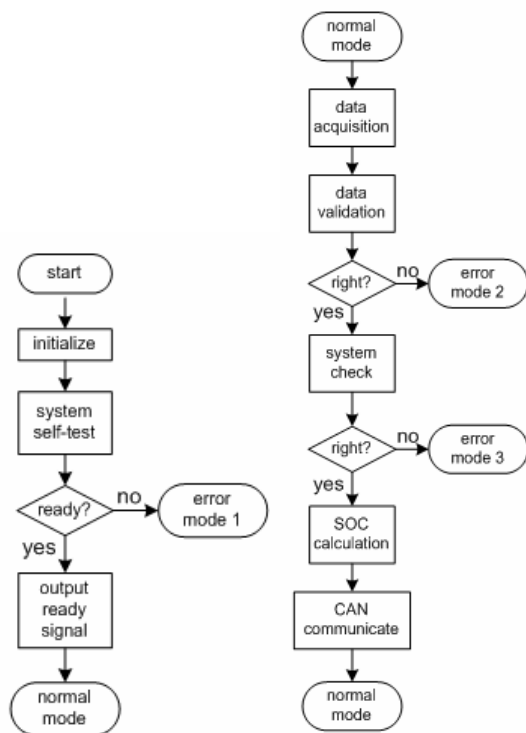 start
initialize
system
self-test
ready?
no
error
mode 1
yes
output
ready
signal
normal
mode
normal
mode
data
acquisition
data
validation
right?
no
error
mode 2
yes
system
check
right?
no
error
mode 3
yes
SOC
calculation
CAN
communicate
normal
mode